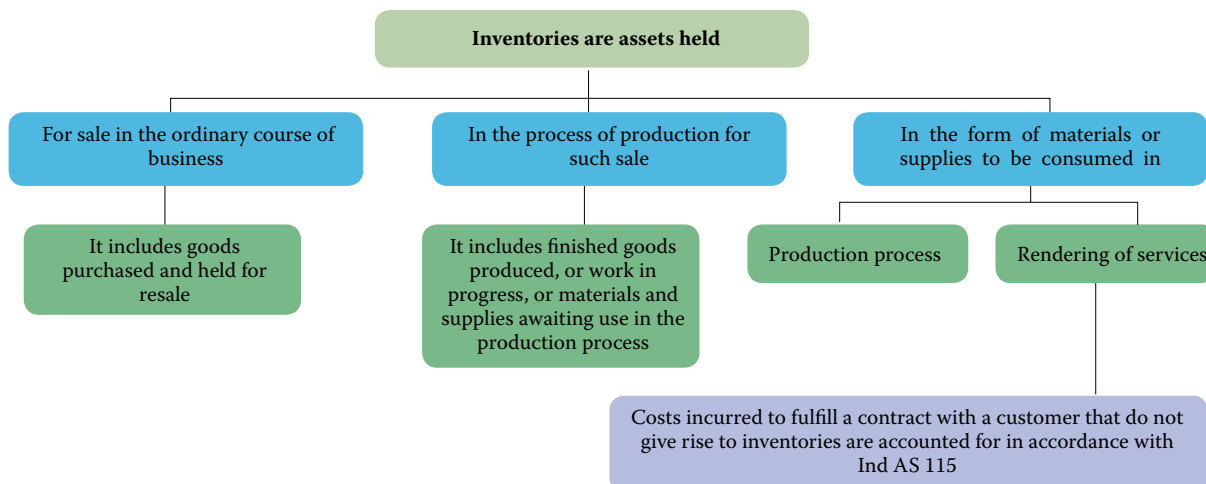 Inventories are assets held
For sale in the ordinary course of
business
In the process of production for
such sale
In the form of materials or
supplies to be consumed in
It includes goods
purchased and held for
resale
It includes finished goods
produced, or work in
progress, or materials and
supplies awaiting use in the
production process
Production process
Rendering of services
Costs incurred to fulfill a contract with a customer that do not
give rise to inventories are accounted for in accordance with
Ind AS 115